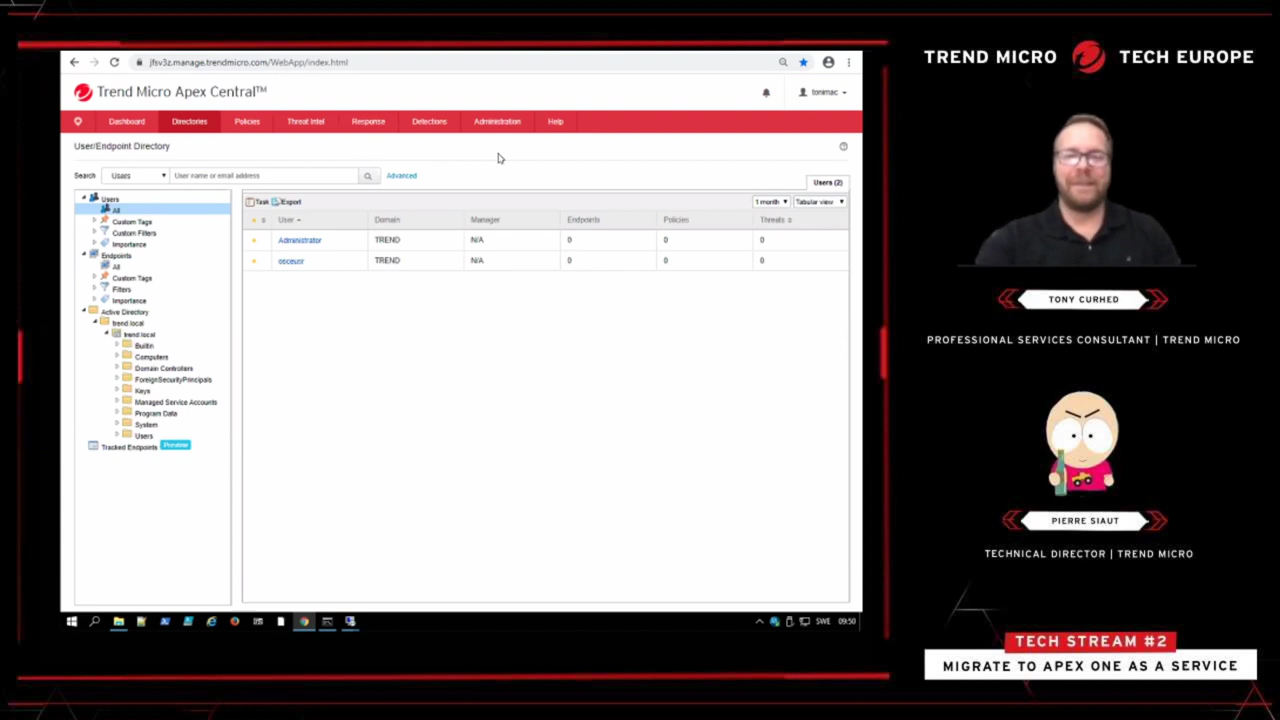 jfsv3z.manage.trendmicro.com/WebApp/index.html
Trend Micro Apex Central™
tonimac
Dashboard
Directories
Policies
Threat Intel
Response
Detections
Administration
Help
User/Endpoint Directory
Search
Users
User name or email address
Advanced
Users (2)
Users
All
Custom Tags
Custom Filters
Importance
Endpoints
All
Custom Tags
Filters
Importance
Active Directory
trend.local
trend.local
Builtin
Computers
Domain Controllers
ForeignSecurityPrincipals
Keys
Managed Service Accounts
Program Data
System
Users
Tracked Endpoints Preview
Task Export
1 month
Tabular view
User Domain Manager Endpoints Policies Threats
Administrator TREND N/A 0 0 0
osceusr TREND N/A 0 0 0
SWE 09:50
TREND MICRO TECH EUROPE
TONY CURHED
PROFESSIONAL SERVICES CONSULTANT | TREND MICRO
PIERRE SIAUT
TECHNICAL DIRECTOR | TREND MICRO
TECH STREAM #2
MIGRATE TO APEX ONE AS A SERVICE